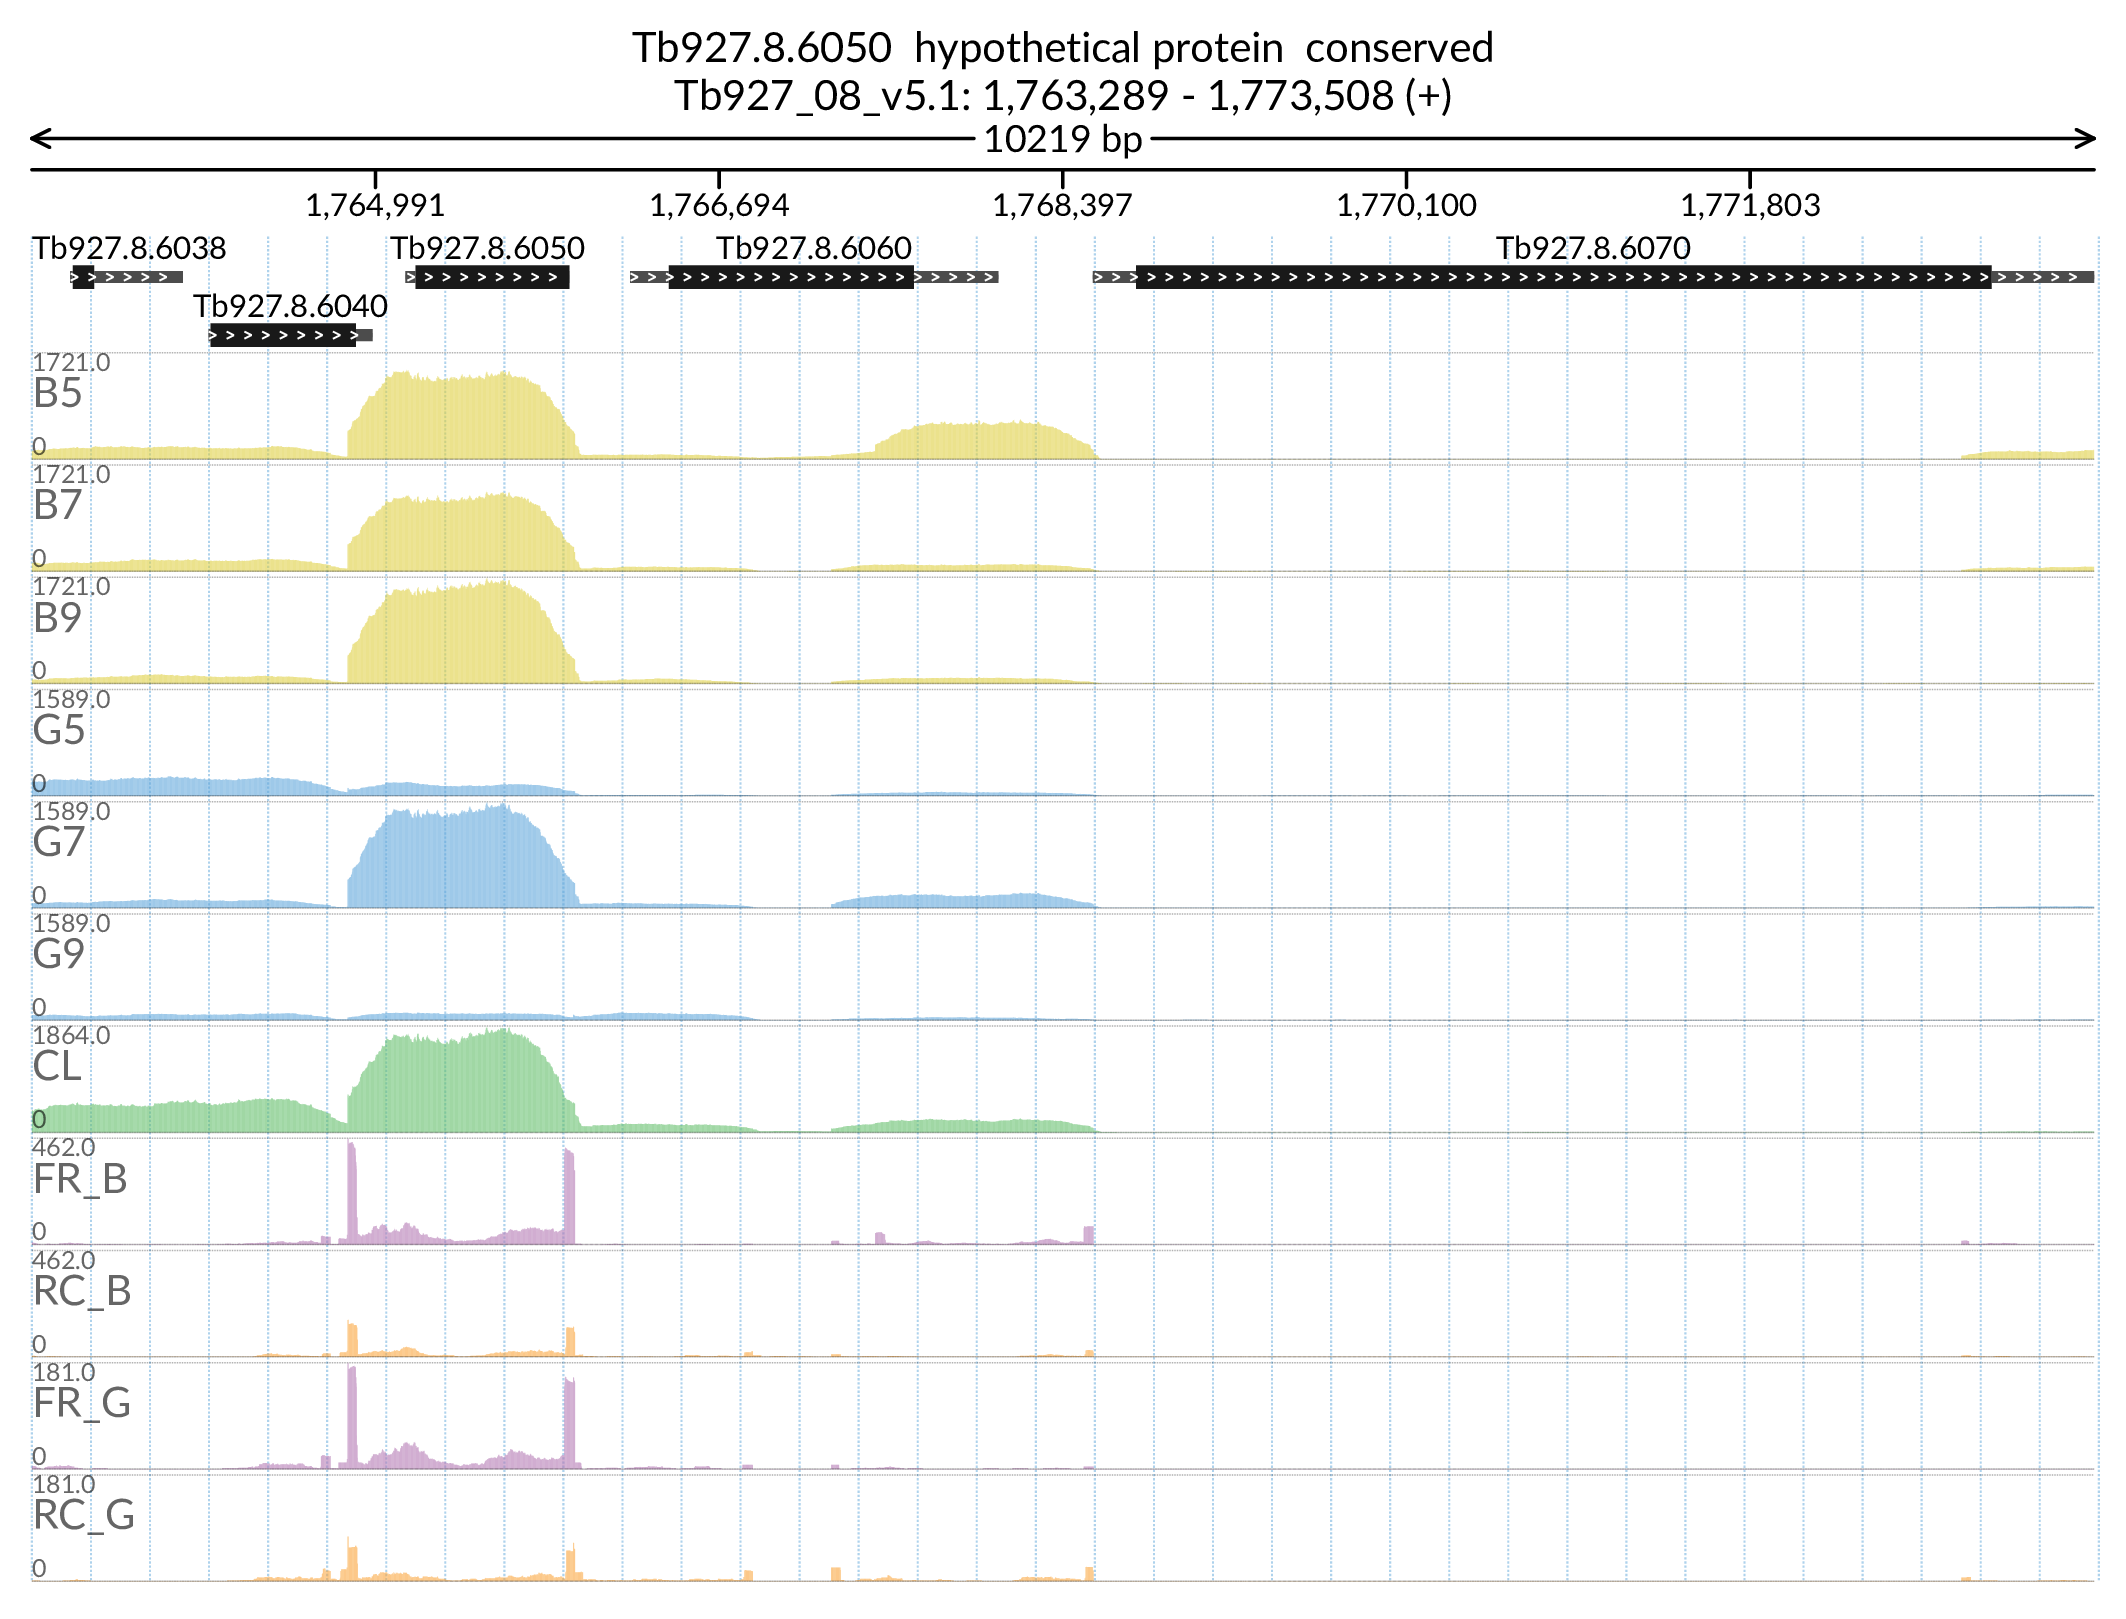 Tb927.8.6050 hypothetical protein conserved
Tb927_08_v5.1: 1,763,289 - 1,773,508 (+)
10219 bp
1,764,991 1,766,694 1,768,397 1,770,100 1,771,803
Tb927.8.6038 Tb927.8.6050 Tb927.8.6060 Tb927.8.6070
Tb927.8.6040
1721.0
B5
0
1721.0
B7
0
1721.0
B9
0
1589.0
G5
0
1589.0
G7
0
1589.0
G9
0
1864.0
CL
0
462.0
FR_B
0
462.0
RC_B
0
181.0
FR_G
0
181.0
RC_G
0